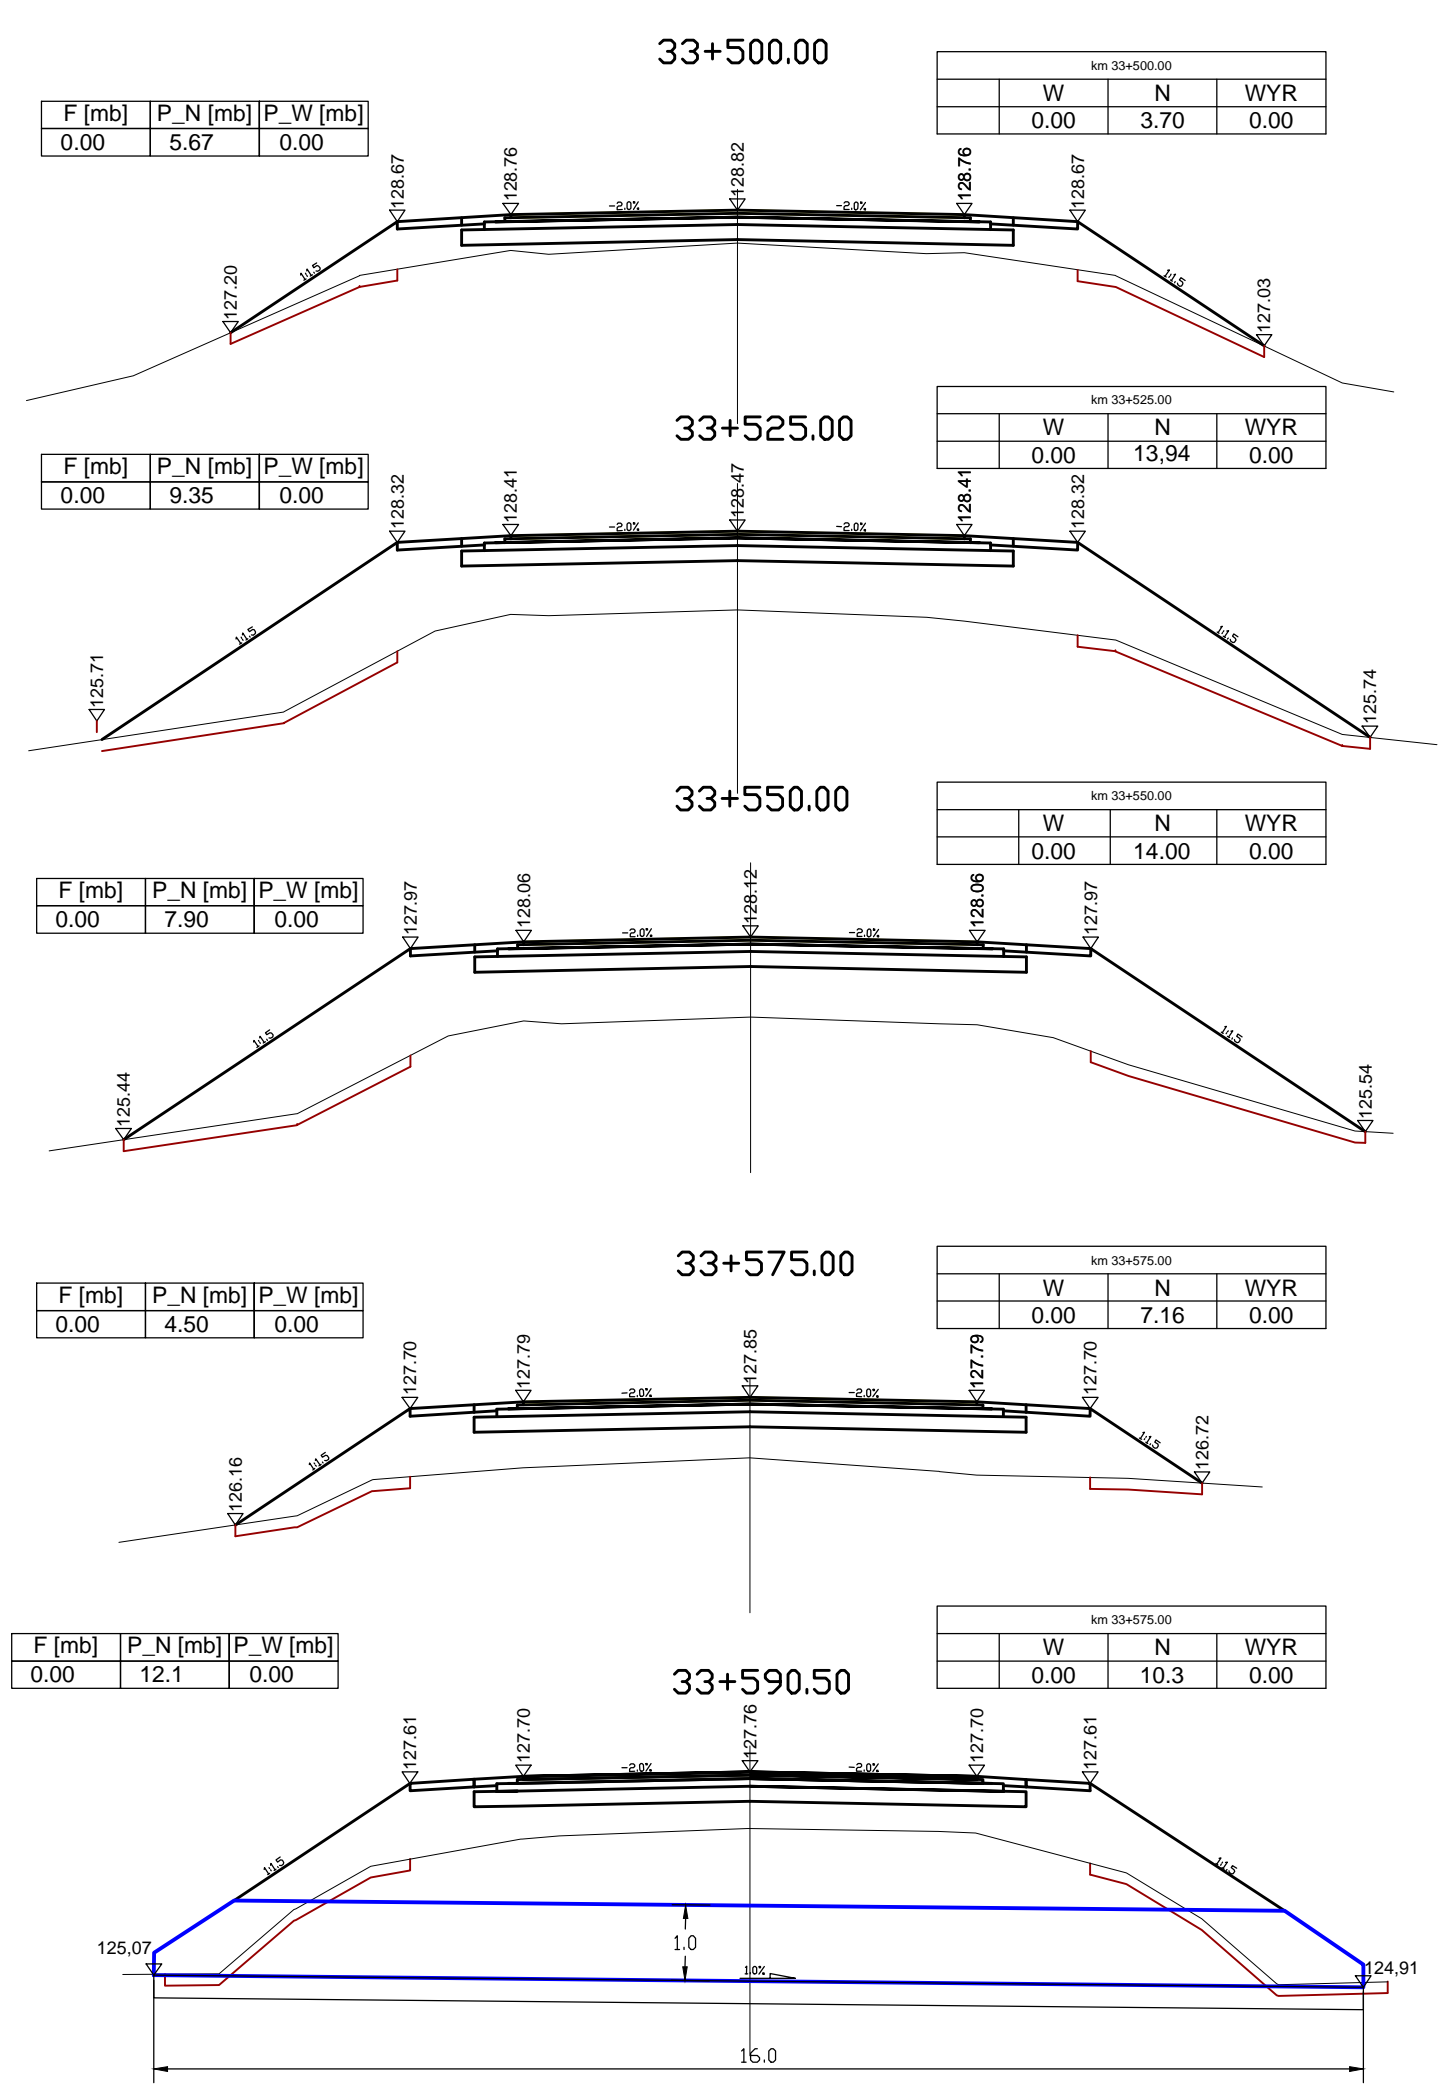 33+500.00
km 33+500.00
W N WYR
0.00 3.70 0.00
F [mb] P_N [mb] P_W [mb]
0.00 5.67 0.00
128.67 128.76 128.82 128.76 128.67
-2.0% -2.0%
1:1.5 1:1.5
127.20 127.03
33+525.00
km 33+525.00
W N WYR
0.00 13,94 0.00
F [mb] P_N [mb] P_W [mb]
0.00 9.35 0.00
128.32 128.41 128.47 128.41 128.32
-2.0% -2.0%
1:1.5 1:1.5
125.71 125.74
33+550.00
km 33+550.00
W N WYR
0.00 14.00 0.00
F [mb] P_N [mb] P_W [mb]
0.00 7.90 0.00
127.97 128.06 128.12 128.06 127.97
-2.0% -2.0%
1:1.5 1:1.5
125.44 125.54
33+575.00
km 33+575.00
W N WYR
0.00 7.16 0.00
F [mb] P_N [mb] P_W [mb]
0.00 4.50 0.00
127.70 127.79 127.85 127.79 127.70
-2.0% -2.0%
1:1.5 1:1.5
126.16 126.72
33+590.50
km 33+575.00
W N WYR
0.00 10.3 0.00
F [mb] P_N [mb] P_W [mb]
0.00 12.1 0.00
127.61 127.70 127.76 127.70 127.61
-2.0% -2.0%
1:1.5 1:1.5
1.0
125,07 1.0% 124,91
16.0